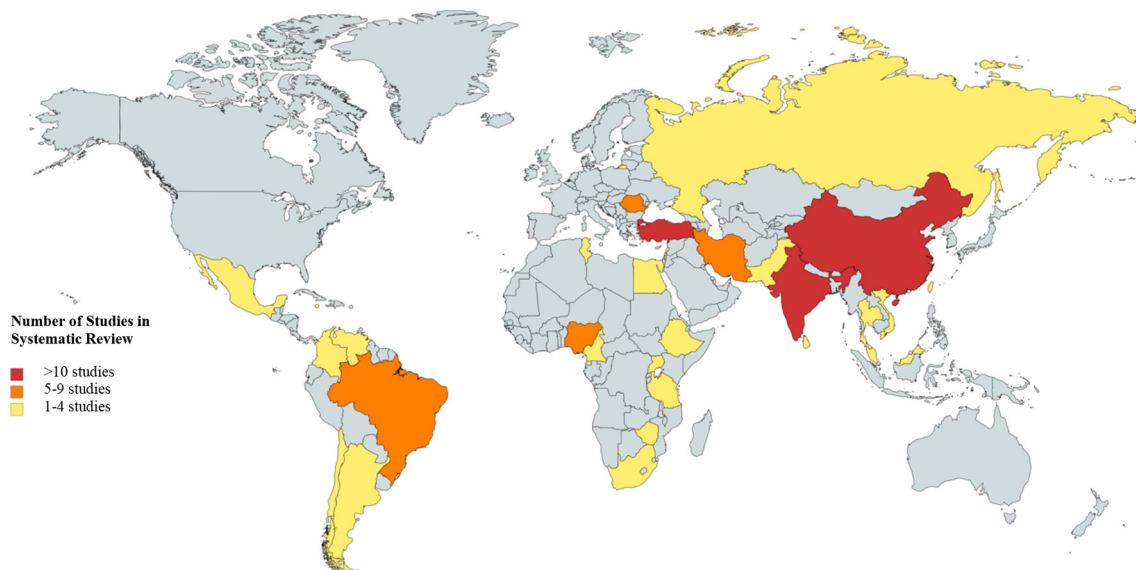 Number of Studies in
Systematic Review
>10 studies
5-9 studies
1-4 studies